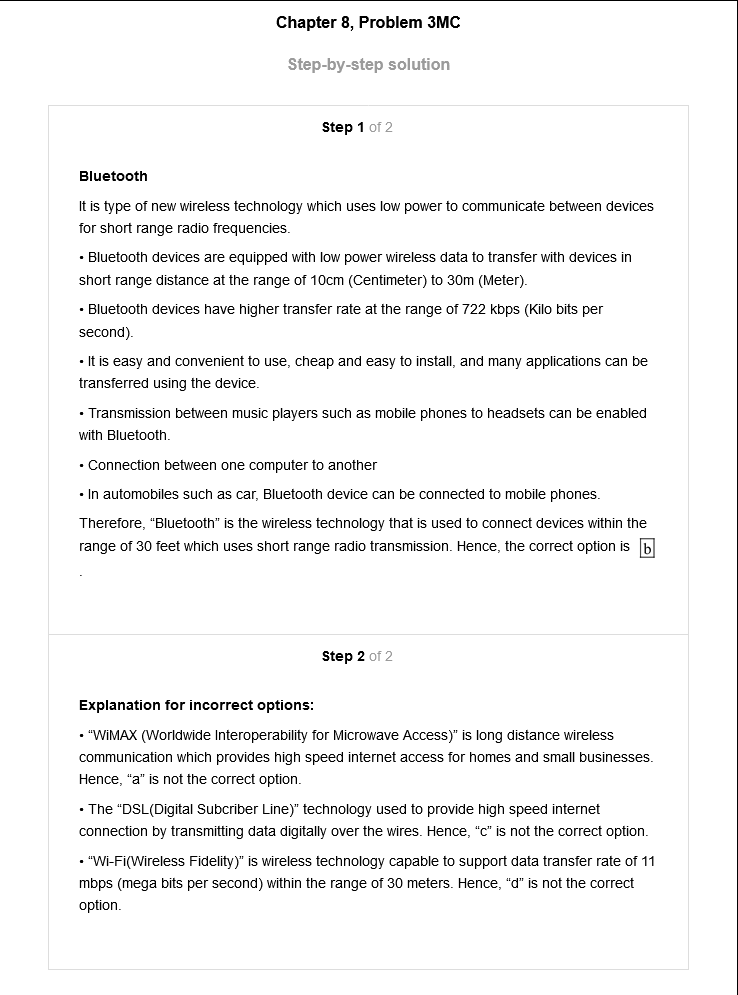 Chapter 8, Problem 3MC
Step-by-step solution
Step 1 of 2
Bluetooth
It is type of new wireless technology which uses low power to communicate between devices
for short range radio frequencies.
• Bluetooth devices are equipped with low power wireless data to transfer with devices in
short range distance at the range of 10cm (Centimeter) to 30m (Meter).
• Bluetooth devices have higher transfer rate at the range of 722 kbps (Kilo bits per
second).
• It is easy and convenient to use, cheap and easy to install, and many applications can be
transferred using the device.
• Transmission between music players such as mobile phones to headsets can be enabled
with Bluetooth.
• Connection between one computer to another
• In automobiles such as car, Bluetooth device can be connected to mobile phones.
Therefore, “Bluetooth” is the wireless technology that is used to connect devices within the
range of 30 feet which uses short range radio transmission. Hence, the correct option is b
.
Step 2 of 2
Explanation for incorrect options:
• “WiMAX (Worldwide Interoperability for Microwave Access)” is long distance wireless
communication which provides high speed internet access for homes and small businesses.
Hence, “a” is not the correct option.
• The “DSL(Digital Subcriber Line)” technology used to provide high speed internet
connection by transmitting data digitally over the wires. Hence, “c” is not the correct option.
• “Wi-Fi(Wireless Fidelity)” is wireless technology capable to support data transfer rate of 11
mbps (mega bits per second) within the range of 30 meters. Hence, “d” is not the correct
option.